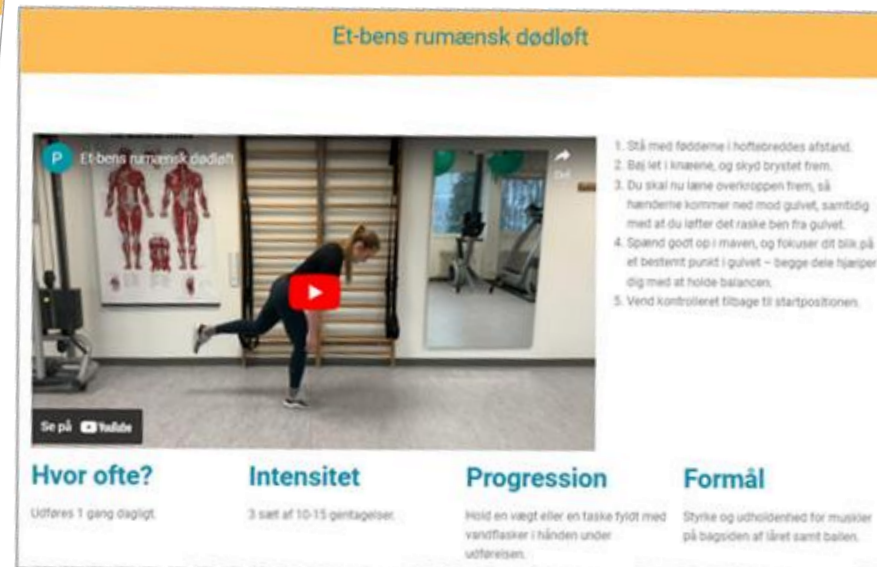 Et-bens rumænsk dødløft
P Et-bens rumænsk dødløft
Del
1. Stå med fødderne i hoftebreddes afstand.
2. Bøj let i knæene, og skyd brystet frem.
3. Du skal nu læne overkroppen frem, så
hænderne kommer ned mod gulvet, samtidig
med at du løfter det raske ben fra gulvet.
4. Spænd godt op i maven, og fokuser dit blik på
et bestemt punkt i gulvet – begge dele hjælper
dig med at holde balancen.
5. Vend kontrolleret tilbage til startpositionen.
Se på YouTube
Hvor ofte?
Udføres 1 gang dagligt.
Intensitet
3 sæt af 10-15 gentagelser.
Progression
Hold en vægt eller en taske fyldt med
vandflasker i hånden under
udførelsen.
Formål
Styrke og udholdenhed for muskler
på bagsiden af låret samt ballen.